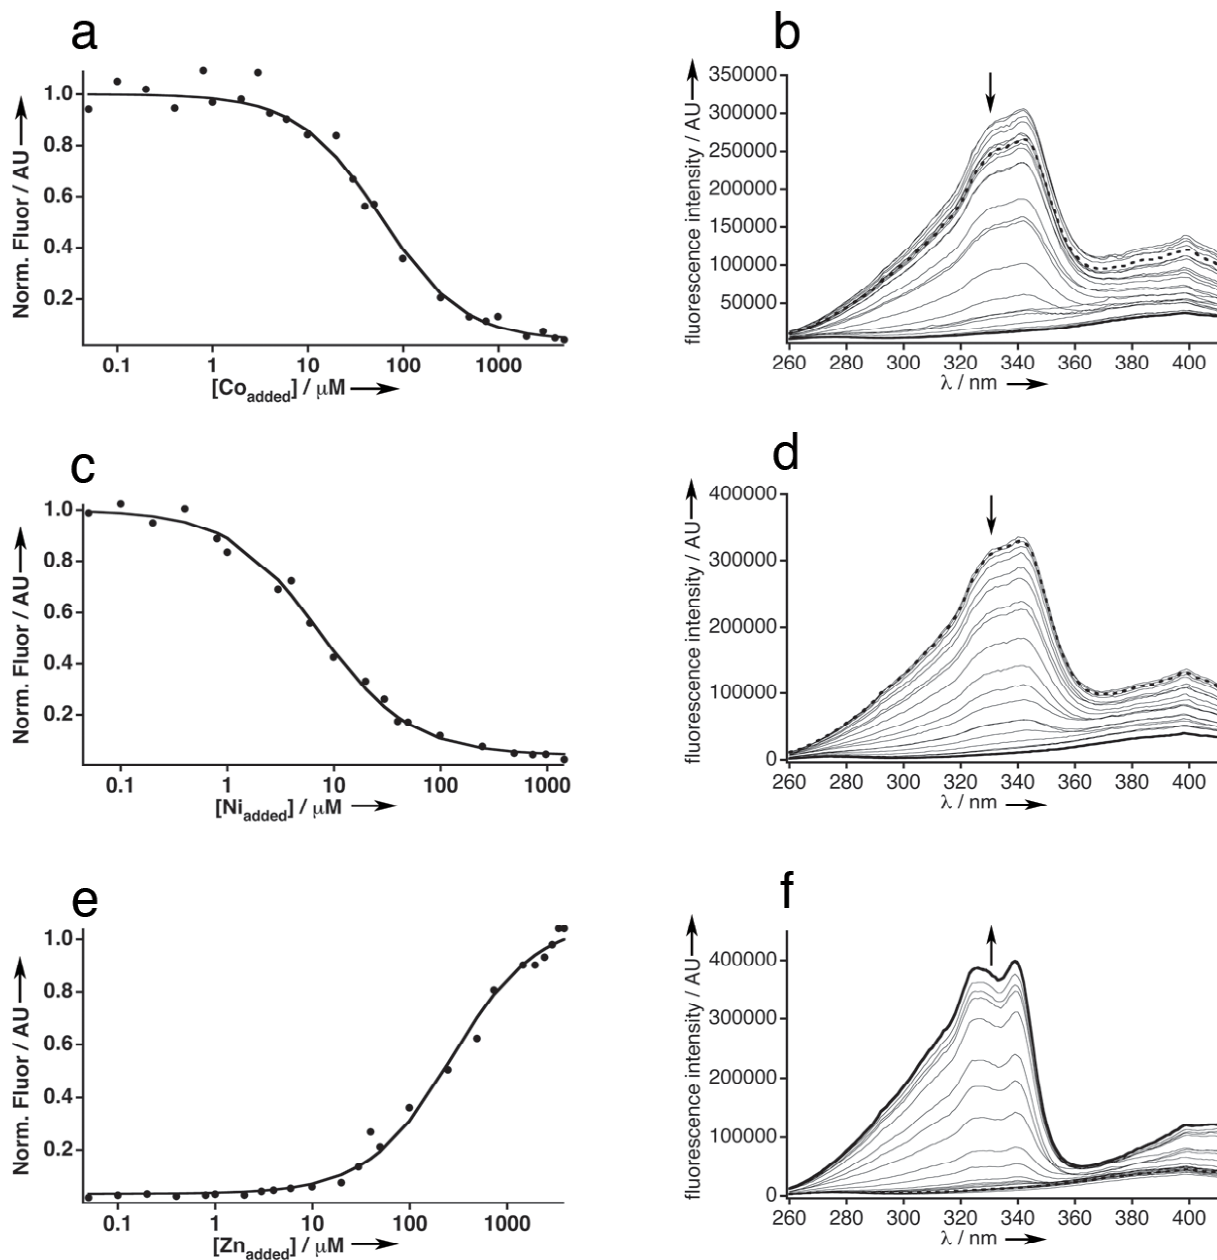 a
Norm. Fluor / AU
1.0
0.8
0.6
0.4
0.2
0.1 1 10 100 1000
[Co_added] / μM
b
fluorescence intensity / AU
350000
300000
250000
200000
150000
100000
50000
260 280 300 320 340 360 380 400
λ / nm
c
Norm. Fluor / AU
1.0
0.8
0.6
0.4
0.2
0.1 1 10 100 1000
[Ni_added] / μM
d
fluorescence intensity / AU
400000
300000
200000
100000
0
260 280 300 320 340 360 380 400
λ / nm
e
Norm. Fluor / AU
1.0
0.8
0.6
0.4
0.2
0.1 1 10 100 1000
[Zn_added] / μM
f
fluorescence intensity / AU
400000
300000
200000
100000
0
260 280 300 320 340 360 380 400
λ / nm